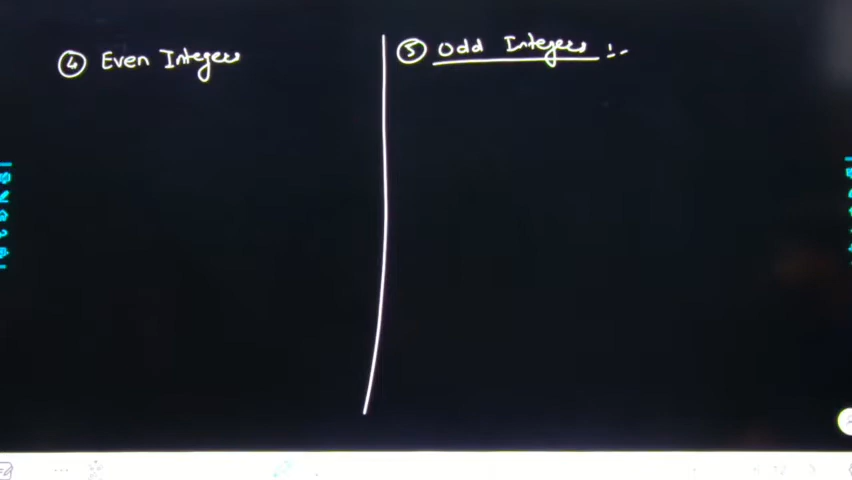 ④ Even Integers
⑤ Odd Integers :-